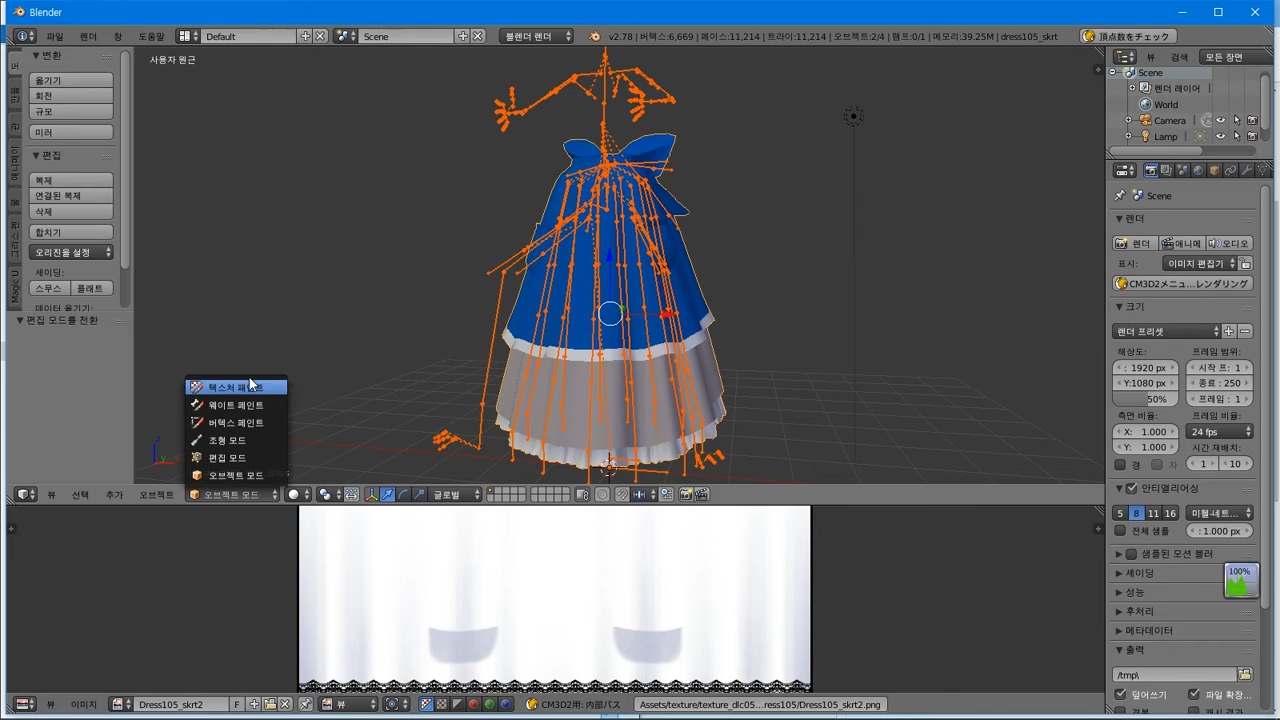 Blender
파일 렌더 창 도움말 Default Scene 블렌더 렌더 v2.78 | 버텍스:6,669 | 페이스:11,214 | 트라이:11,214 | 오브젝트:2/4 | 램프:0/1 | 메모리:39.25M | dress105_skrt 頂点数をチェック
변환
옮기기
회전
규모
미러
편집
복제
연결된 복제
삭제
합치기
오리진을 설정
셰이딩:
스무스 플래트
데이터 옮기기:
편집 모드를 전환
Magic U
사용자 원근
텍스처 페인트
웨이트 페인트
버텍스 페인트
조형 모드
편집 모드
오브젝트 모드
뷰 선택 추가 오브젝트 오브젝트 모드 글로벌
뷰 검색 모든 장면
Scene
렌더 레이어
World
Camera
Lamp
Scene
렌더
렌더 애니메 오디오
표시: 이미지 편집기
CM3D2メニュ...レンダリング
크기
렌더 프리셋
해상도: 프레임 범위:
: 1920 px 시작 프: 1
Y:1080 px 종료 : 250
50% 프레임 : 1
측면 비율: 프레임 비율:
X: 1.000 24 fps
Y: 1.000 시간 재배치:
경 자 1 10
안티앨리어싱
5 8 11 16 미첼-네트...
전체 샘플 : 1.000 px
샘플된 모션 블러
셰이딩
성능
후처리
메타데이터
출력
/tmp\
덮어쓰기 파일 확장...
100%
뷰 이미지 Dress105_skrt2 F 뷰 CM3D2用: 内部パス Assets/texture/texture_dlc05...ress105/Dress105_skrt2.png